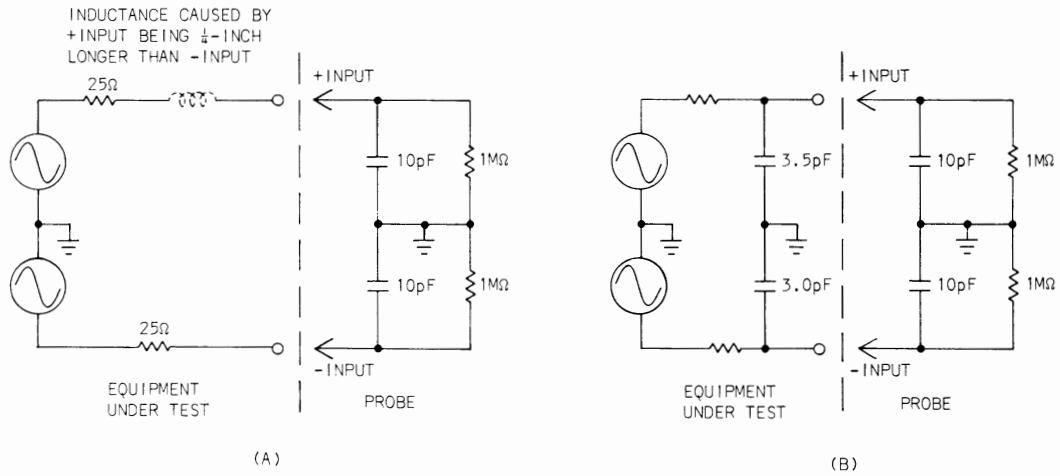 INDUCTANCE CAUSED BY
+INPUT BEING ¼-INCH
LONGER THAN -INPUT
25Ω
+INPUT
10pF
1MΩ
10pF
1MΩ
25Ω
-INPUT
EQUIPMENT
UNDER TEST
PROBE
(A)
+INPUT
3.5pF
10pF
1MΩ
3.0pF
10pF
1MΩ
-INPUT
EQUIPMENT
UNDER TEST
PROBE
(B)